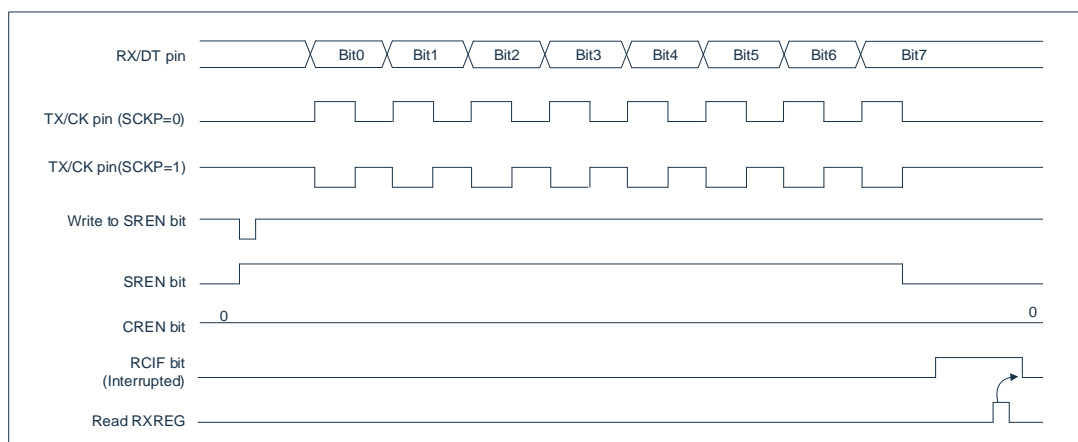 RX/DT pin Bit0 Bit1 Bit2 Bit3 Bit4 Bit5 Bit6 Bit7
TX/CK pin (SCKP=0)
TX/CK pin(SCKP=1)
Write to SREN bit
SREN bit
CREN bit 0 0
RCIF bit
(Interrupted)
Read RXREG